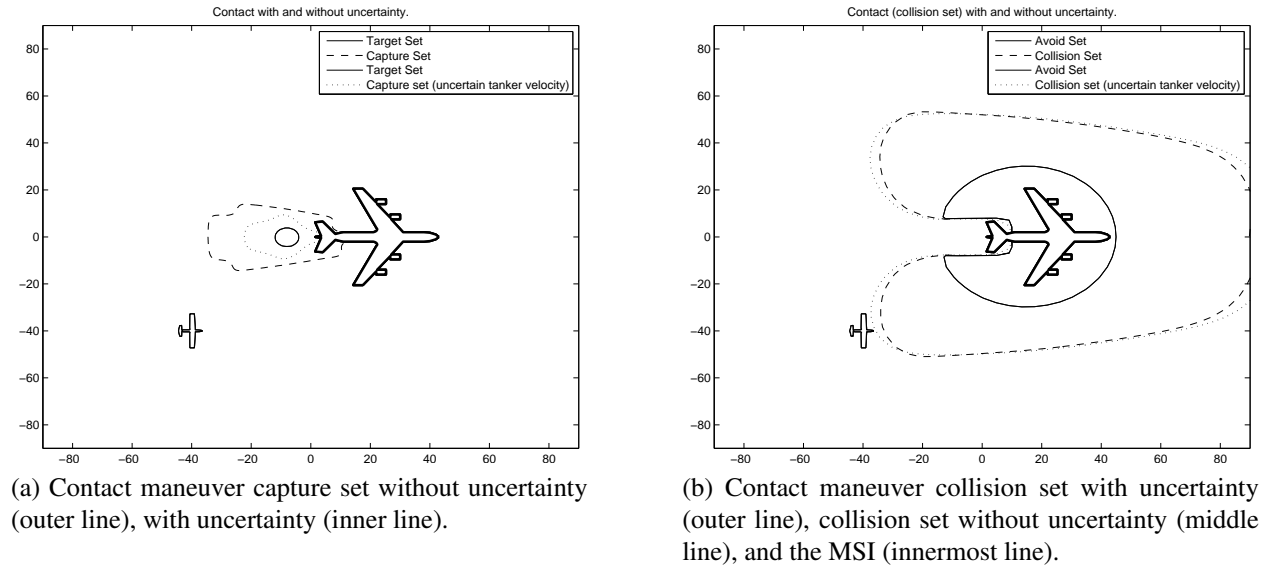 Contact with and without uncertainty.
Target Set
Capture Set
Target Set
Capture set (uncertain tanker velocity)
80
60
40
20
0
−20
−40
−60
−80
−80 −60 −40 −20 0 20 40 60 80
(a) Contact maneuver capture set without uncertainty
(outer line), with uncertainty (inner line).
Contact (collision set) with and without uncertainty.
Avoid Set
Collision Set
Avoid Set
Collision set (uncertain tanker velocity)
80
60
40
20
0
−20
−40
−60
−80
−80 −60 −40 −20 0 20 40 60 80
(b) Contact maneuver collision set with uncertainty
(outer line), collision set without uncertainty (middle
line), and the MSI (innermost line).